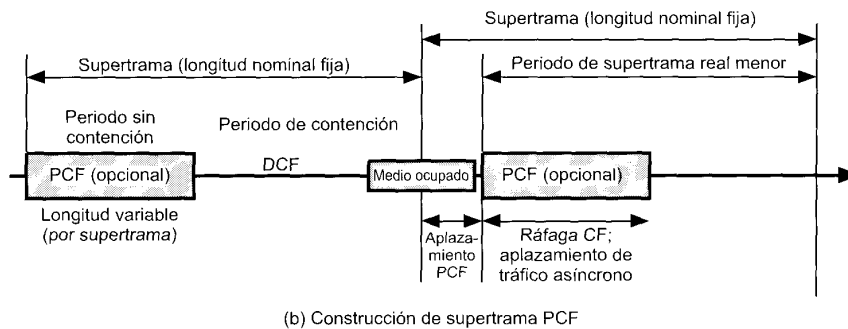 Supertrama (longitud nominal fija)
Supertrama (longitud nominal fija)
Periodo de supertrama real menor
Periodo sin
contención
Periodo de contención
PCF (opcional)
DCF
Medio ocupado
PCF (opcional)
Longitud variable
(por supertrama)
Aplaza-
miento
PCF
Ráfaga CF;
aplazamiento de
tráfico asíncrono
(b) Construcción de supertrama PCF